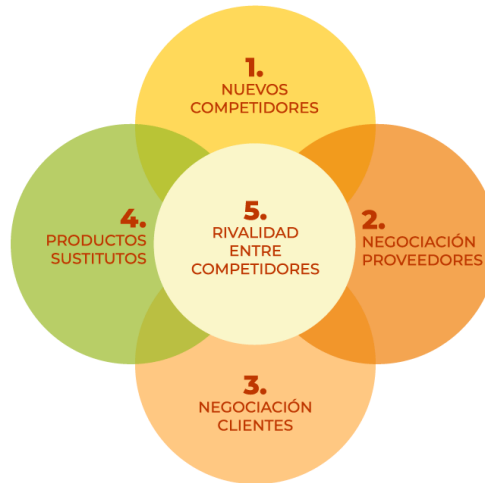 1.
NUEVOS
COMPETIDORES
2.
NEGOCIACIÓN
PROVEEDORES
3.
NEGOCIACIÓN
CLIENTES
4.
PRODUCTOS
SUSTITUTOS
5.
RIVALIDAD
ENTRE
COMPETIDORES